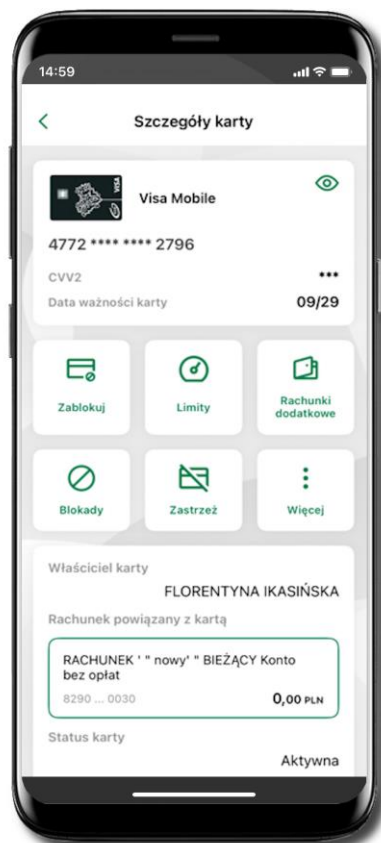 14:59
Szczegóły karty
VISA
Visa Mobile
4772 **** **** 2796
CVV2 ***
Data ważności karty 09/29
Zablokuj Limity Rachunki
dodatkowe
Blokady Zastrzeż Więcej
Właściciel karty
FLORENTYNA IKASIŃSKA
Rachunek powiązany z kartą
RACHUNEK ' " nowy' " BIEŻĄCY Konto
bez opłat
8290 ... 0030 0,00 PLN
Status karty
Aktywna